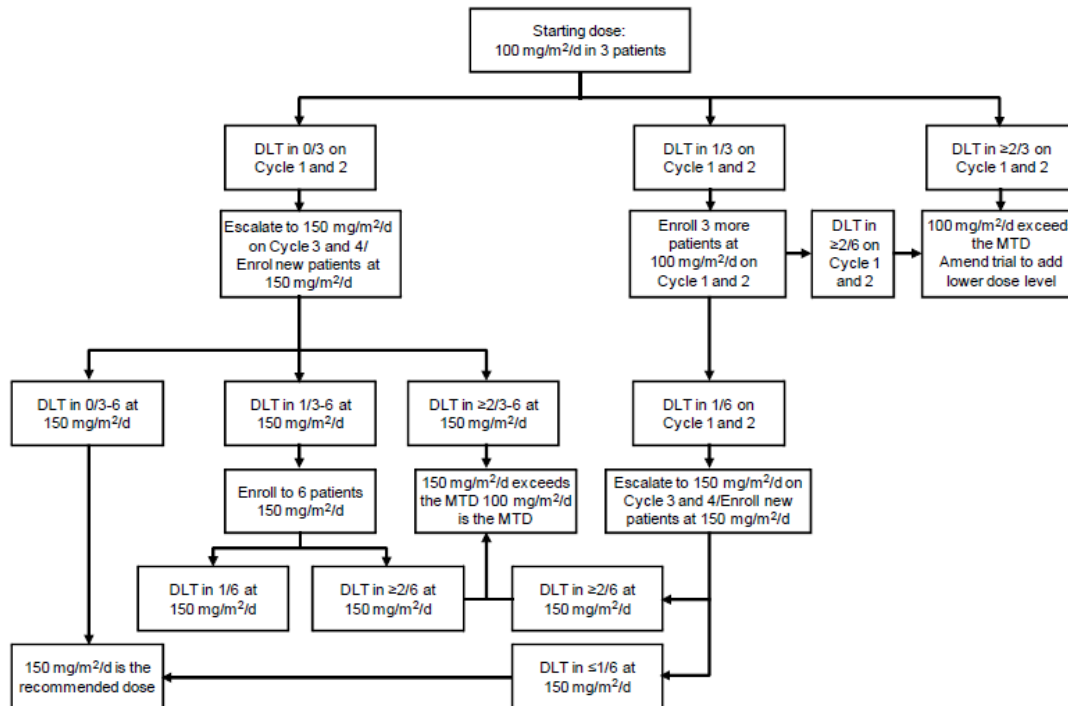 Starting dose:
100 mg/m²/d in 3 patients
DLT in 0/3 on
Cycle 1 and 2
DLT in 1/3 on
Cycle 1 and 2
DLT in ≥2/3 on
Cycle 1 and 2
Escalate to 150 mg/m²/d
on Cycle 3 and 4/
Enrol new patients at
150 mg/m²/d
Enroll 3 more
patients at
100 mg/m²/d on
Cycle 1 and 2
DLT in
≥2/6 on
Cycle 1
and 2
100 mg/m²/d exceed
the MTD
Amend trial to add
lower dose level
DLT in 0/3-6 at
150 mg/m²/d
DLT in 1/3-6 at
150 mg/m²/d
DLT in ≥2/3-6 at
150 mg/m²/d
DLT in 1/6 on
Cycle 1 and 2
Enroll to 6 patients
150 mg/m²/d
150 mg/m²/d exceeds
the MTD 100 mg/m²/d
is the MTD
Escalate to 150 mg/m²/d on
Cycle 3 and 4/Enroll new
patients at 150 mg/m²/d
DLT in 1/6 at
150 mg/m²/d
DLT in ≥2/6 at
150 mg/m²/d
DLT in ≥2/6 at
150 mg/m²/d
150 mg/m²/d is the
recommended dose
DLT in ≤1/6 at
150 mg/m²/d